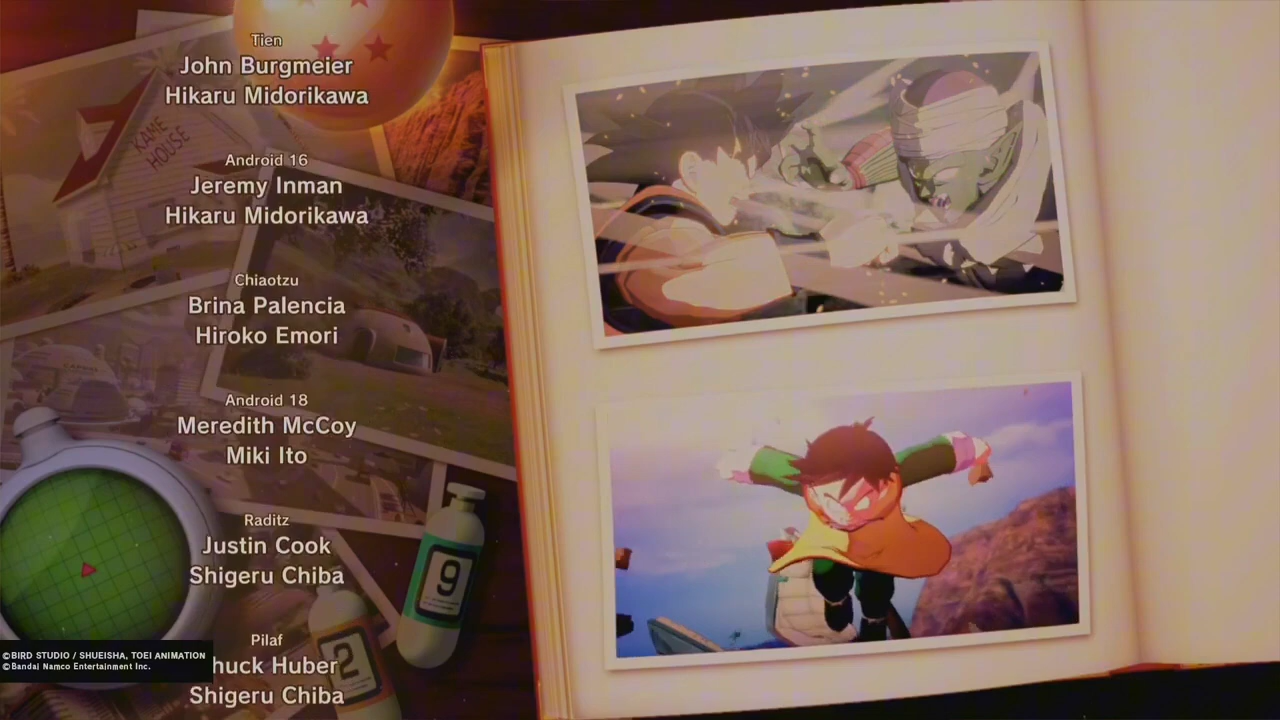 Tien
John Burgmeier
Hikaru Midorikawa
KAME
HOUSE
Android 16
Jeremy Inman
Hikaru Midorikawa
Chiaotzu
Brina Palencia
Hiroko Emori
Android 18
Meredith McCoy
Miki Ito
Raditz
Justin Cook
Shigeru Chiba
9
Pilaf
huck Huber
2
Shigeru Chiba
©BIRD STUDIO / SHUEISHA, TOEI ANIMATION
©Bandai Namco Entertainment Inc.